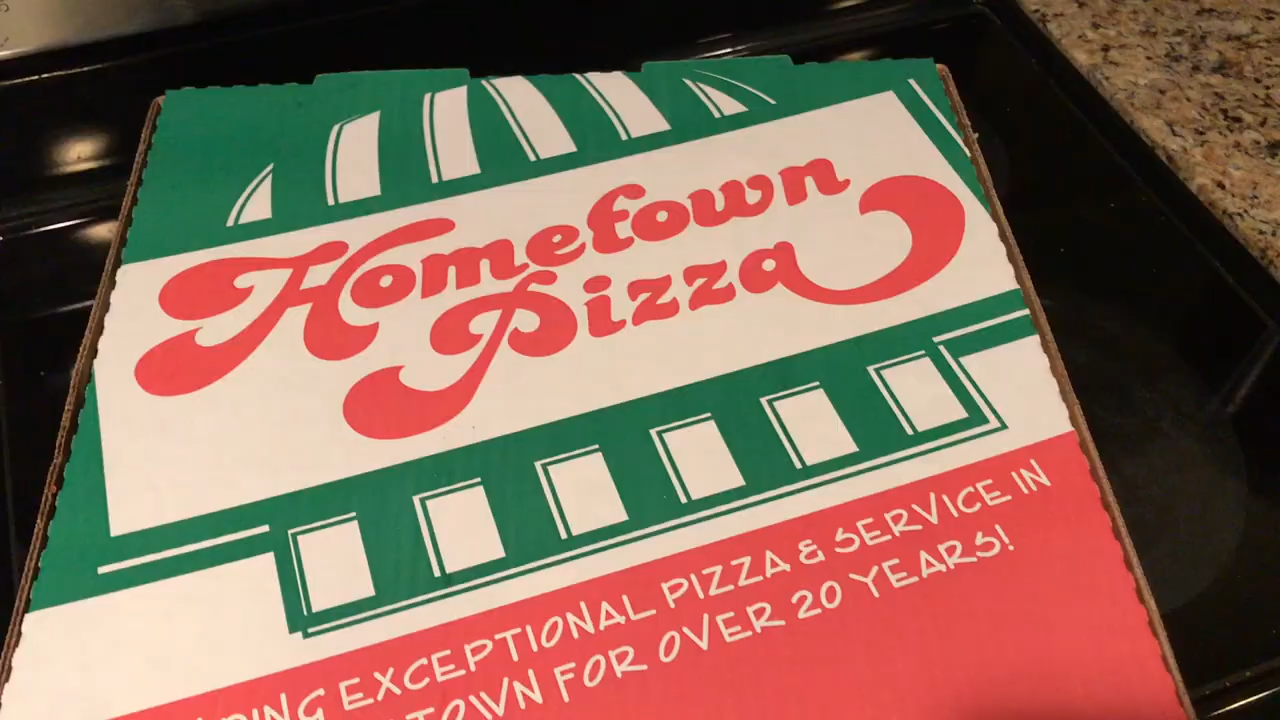 Hometown
Pizza
EXCEPTIONAL PIZZA & SERVICE IN
FOR OVER 20 YEARS!